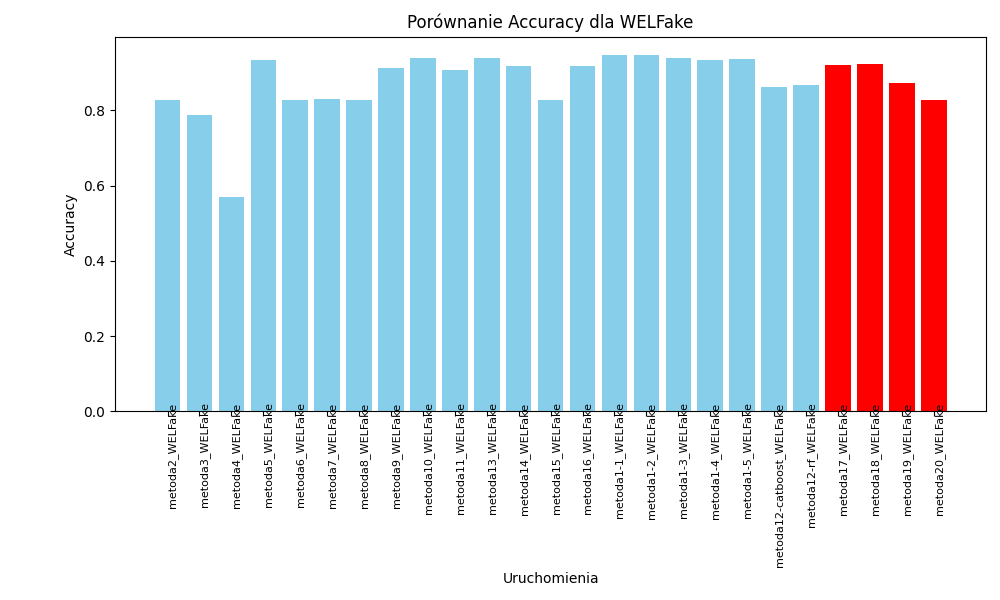 Porównanie Accuracy dla WELFake
Accuracy
0.8
0.6
0.4
0.2
0.0
metoda2_WELFake
metoda3_WELFake
metoda4_WELFake
metoda5_WELFake
metoda6_WELFake
metoda7_WELFake
metoda8_WELFake
metoda9_WELFake
metoda10_WELFake
metoda11_WELFake
metoda13_WELFake
metoda14_WELFake
metoda15_WELFake
metoda16_WELFake
metoda1-1_WELFake
metoda1-2_WELFake
metoda1-3_WELFake
metoda1-4_WELFake
metoda1-5_WELFake
metoda12-catboost_WELFake
metoda12-rf_WELFake
metoda17_WELFake
metoda18_WELFake
metoda19_WELFake
metoda20_WELFake
Uruchomienia